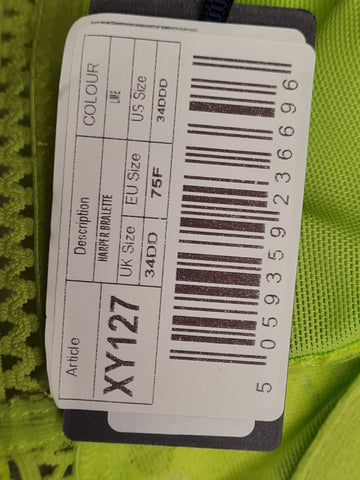 Article Description COLOUR
XY127 HARPER BRALETTE LIME
UK Size EU Size US Size
34DD 75F 34DDD
5 059359 236696